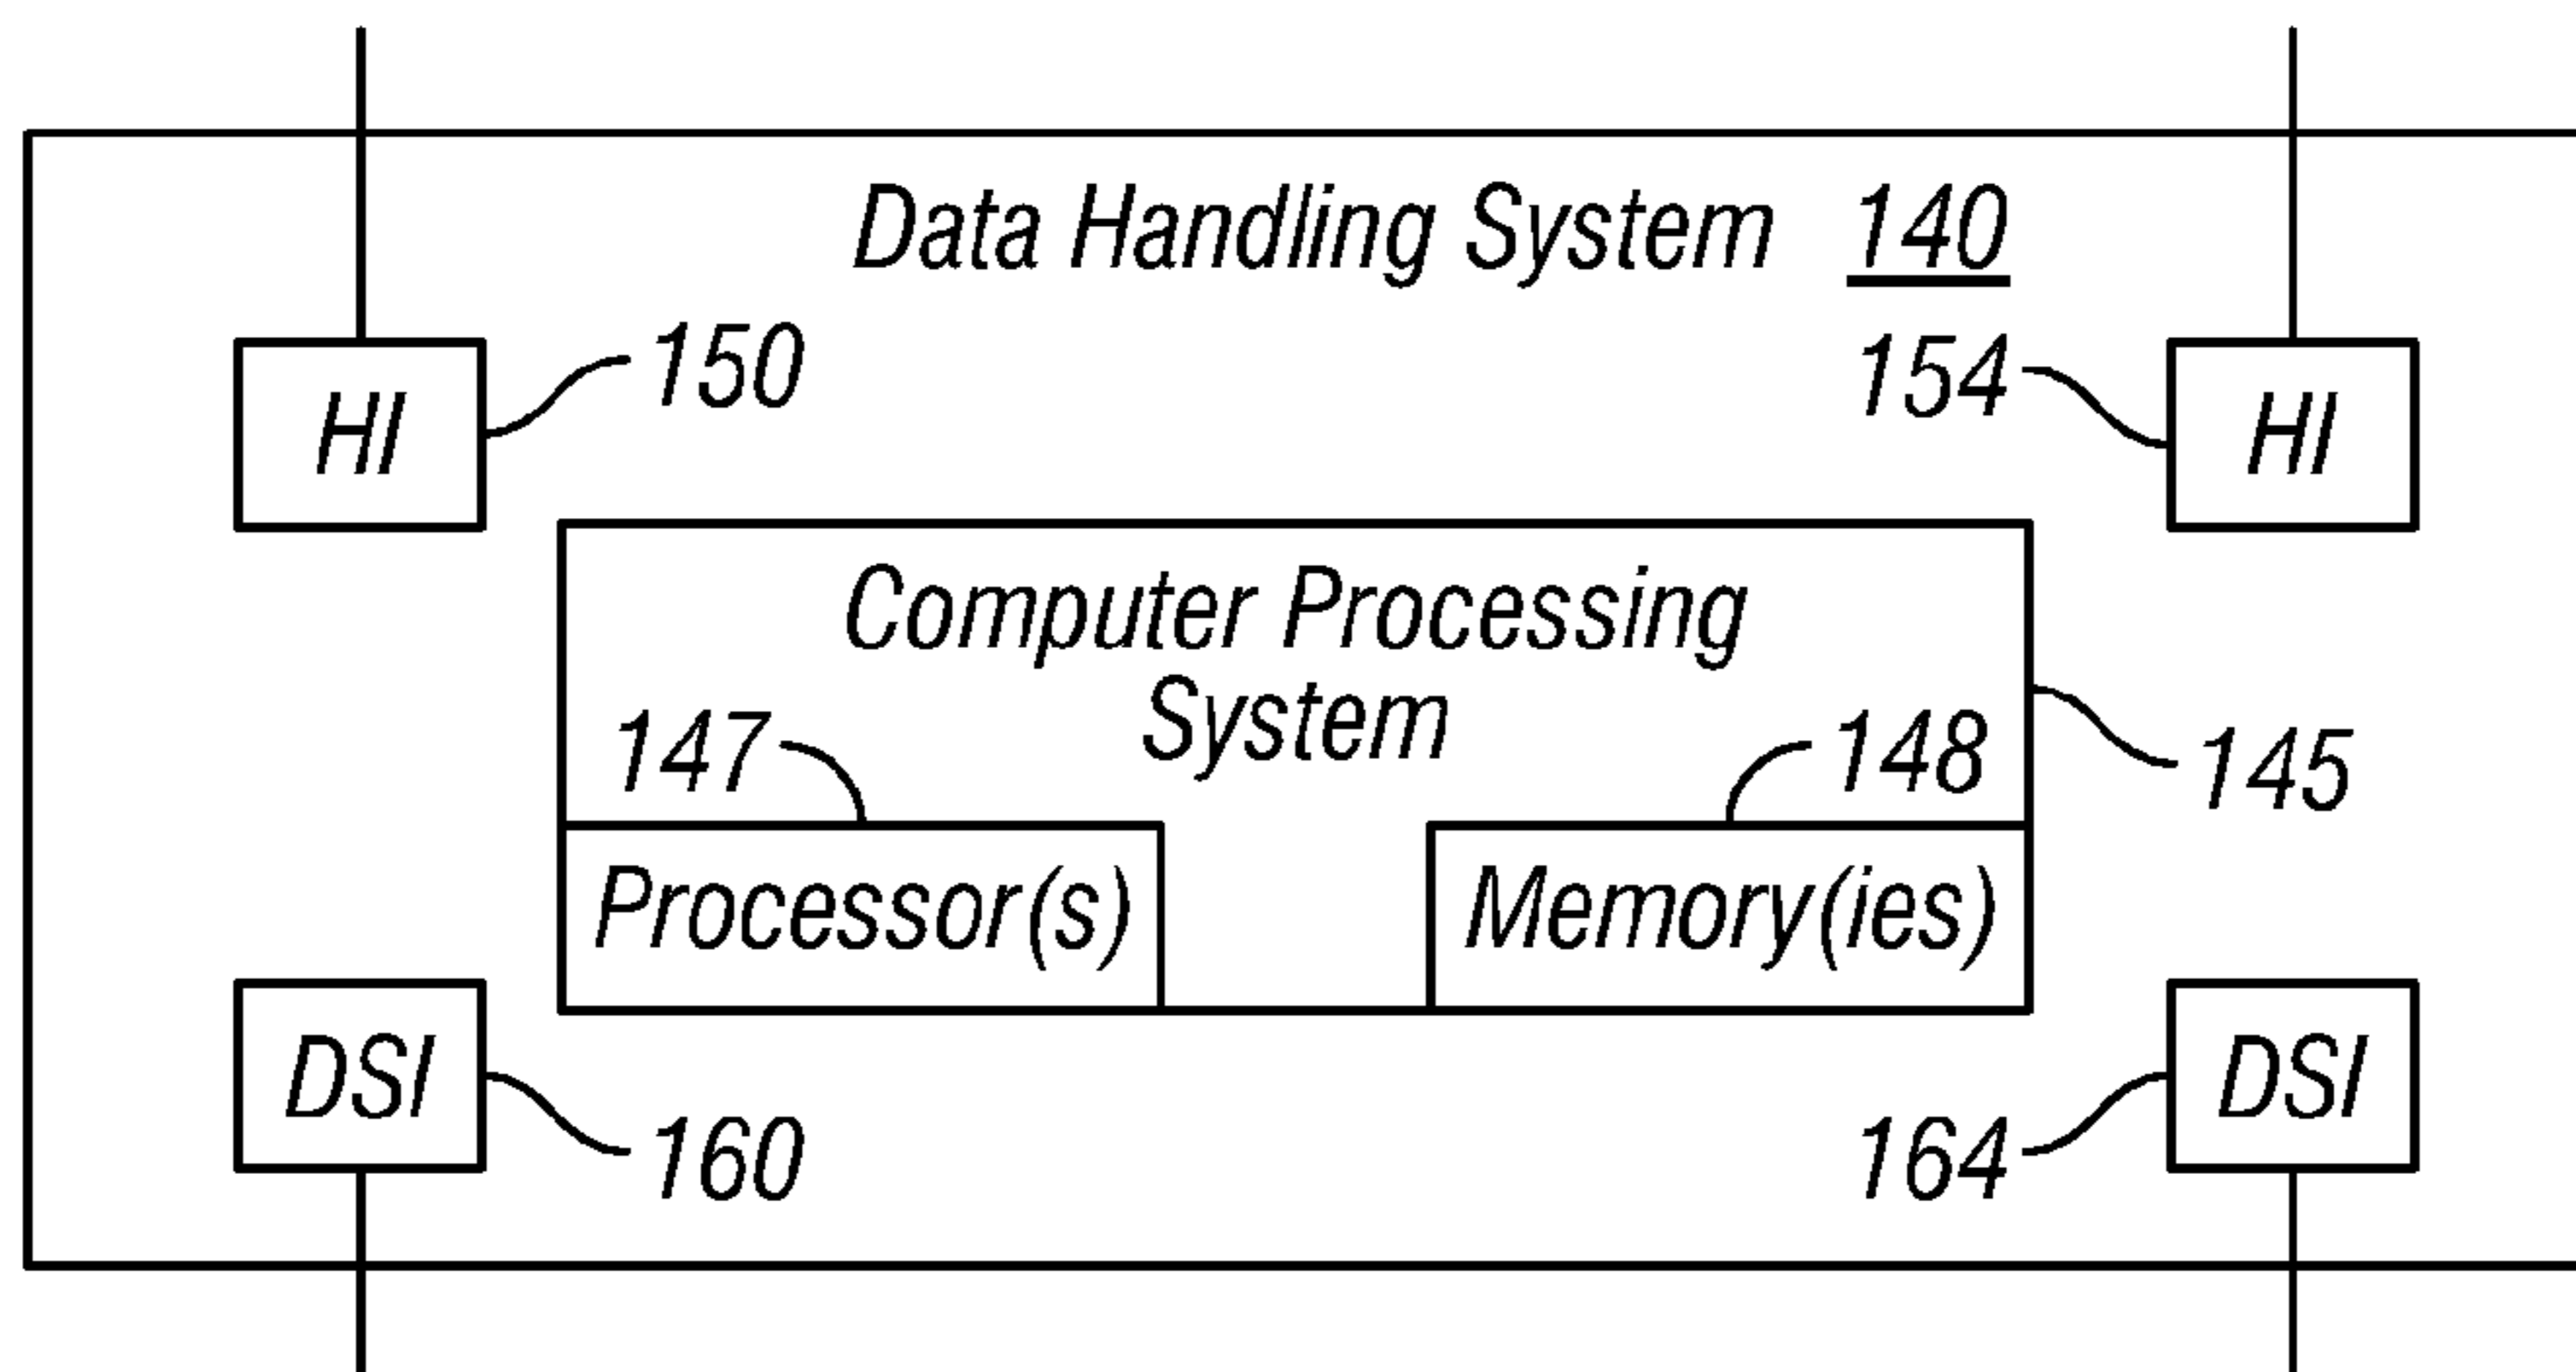 Data Handling System 140
150
154
HI
HI
Computer Processing
System
147
148
145
Processor(s)
Memory(ies)
DSI
DSI
160
164